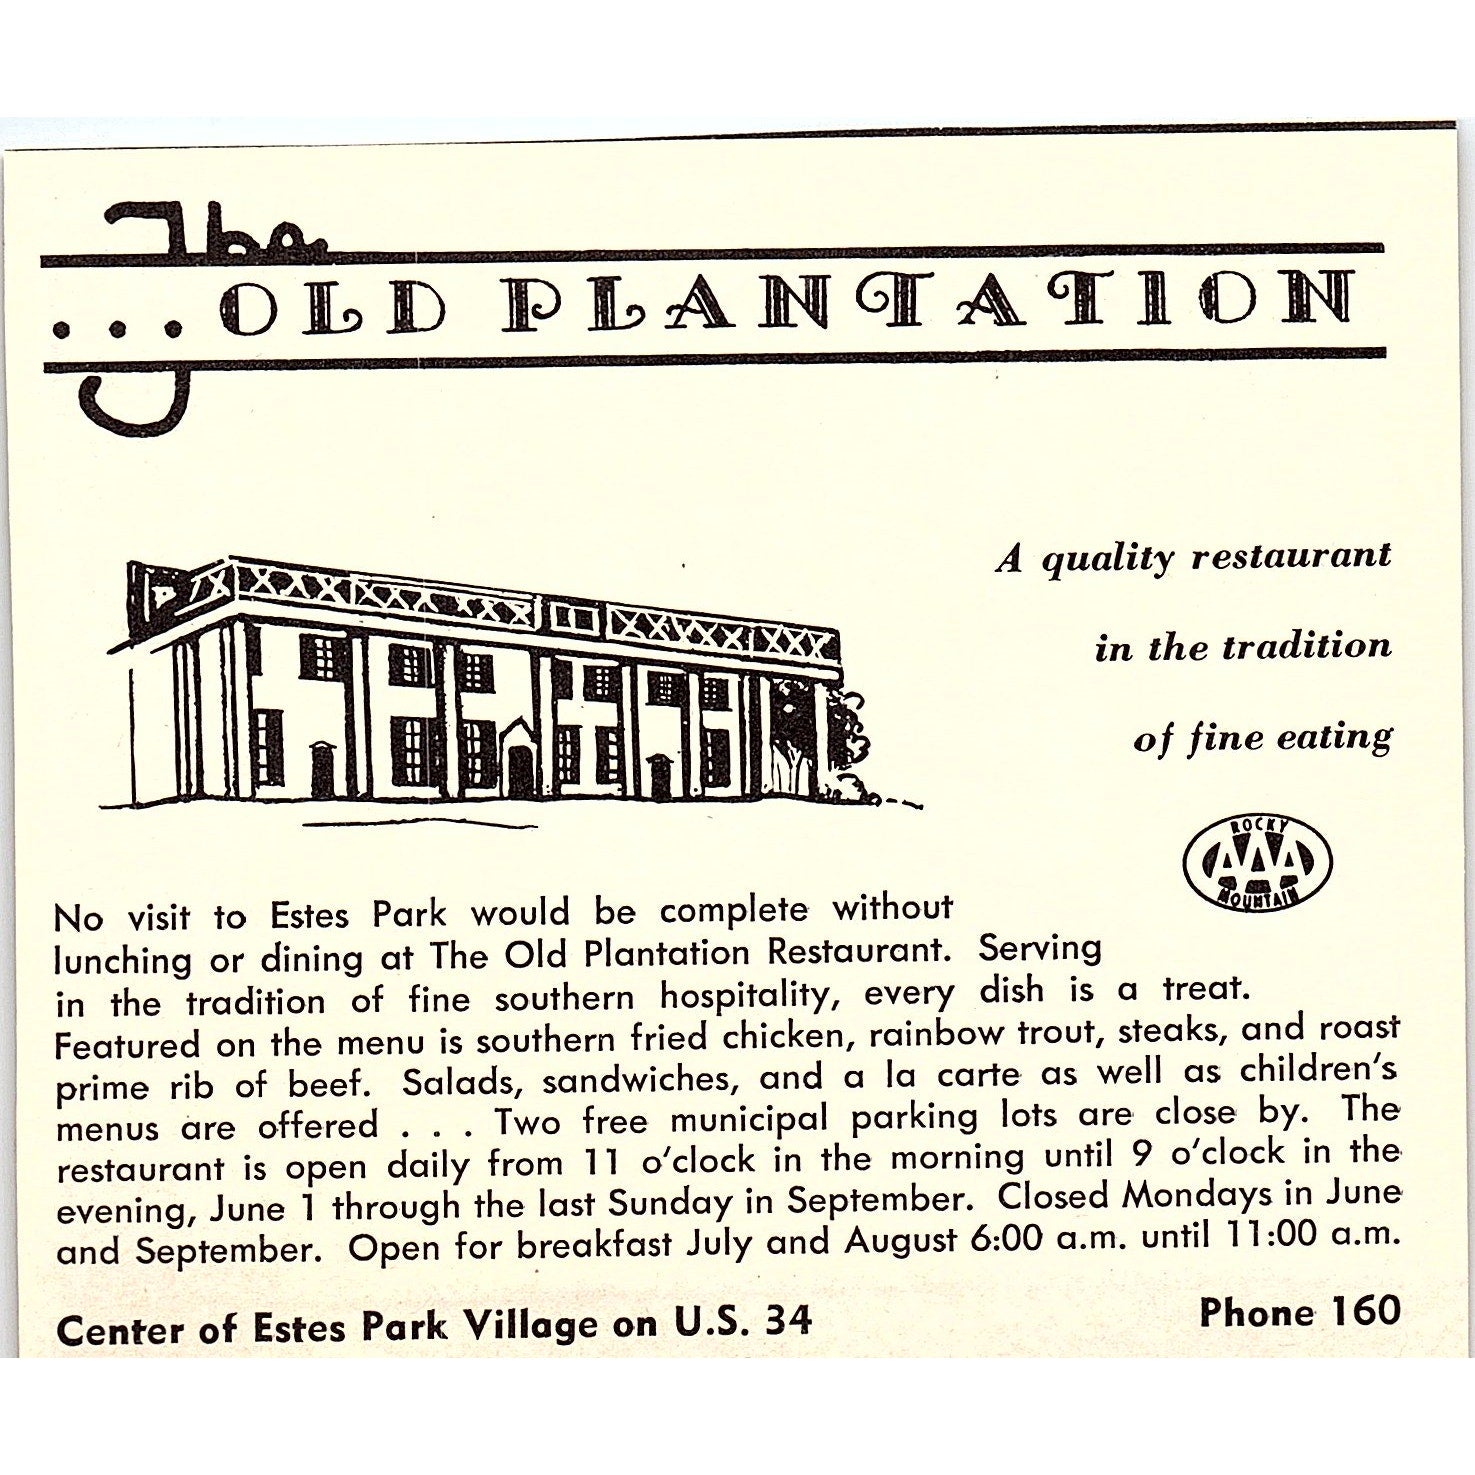 The
...OLD PLANTATION
A quality restaurant
in the tradition
of fine eating
ROCKY
AAA
MOUNTAIN
No visit to Estes Park would be complete without
lunching or dining at The Old Plantation Restaurant. Serving
in the tradition of fine southern hospitality, every dish is a treat.
Featured on the menu is southern fried chicken, rainbow trout, steaks, and roast
prime rib of beef. Salads, sandwiches, and a la carte as well as children's
menus are offered . . . Two free municipal parking lots are close by. The
restaurant is open daily from 11 o'clock in the morning until 9 o'clock in the
evening, June 1 through the last Sunday in September. Closed Mondays in June
and September. Open for breakfast July and August 6:00 a.m. until 11:00 a.m.
Center of Estes Park Village on U.S. 34
Phone 160